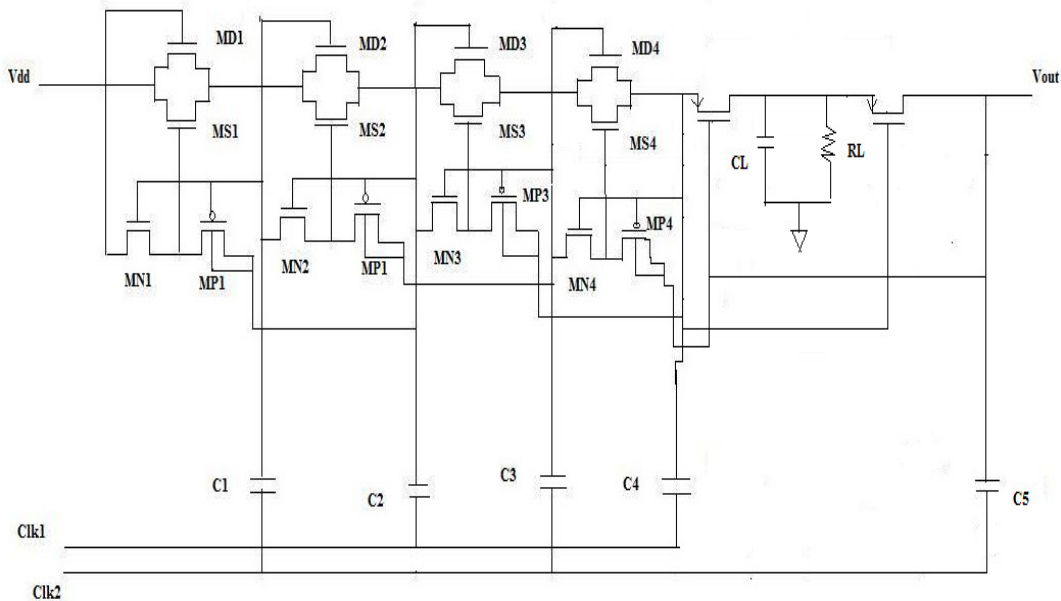 MD1
MD2
MD3
MD4
Vdd
Vout
MS1
MS2
MS3
MS4
CL
RL
MP3
MP4
MN1
MP1
MN2
MP1
MN3
MN4
C1
C2
C3
C4
C5
Clk1
Clk2